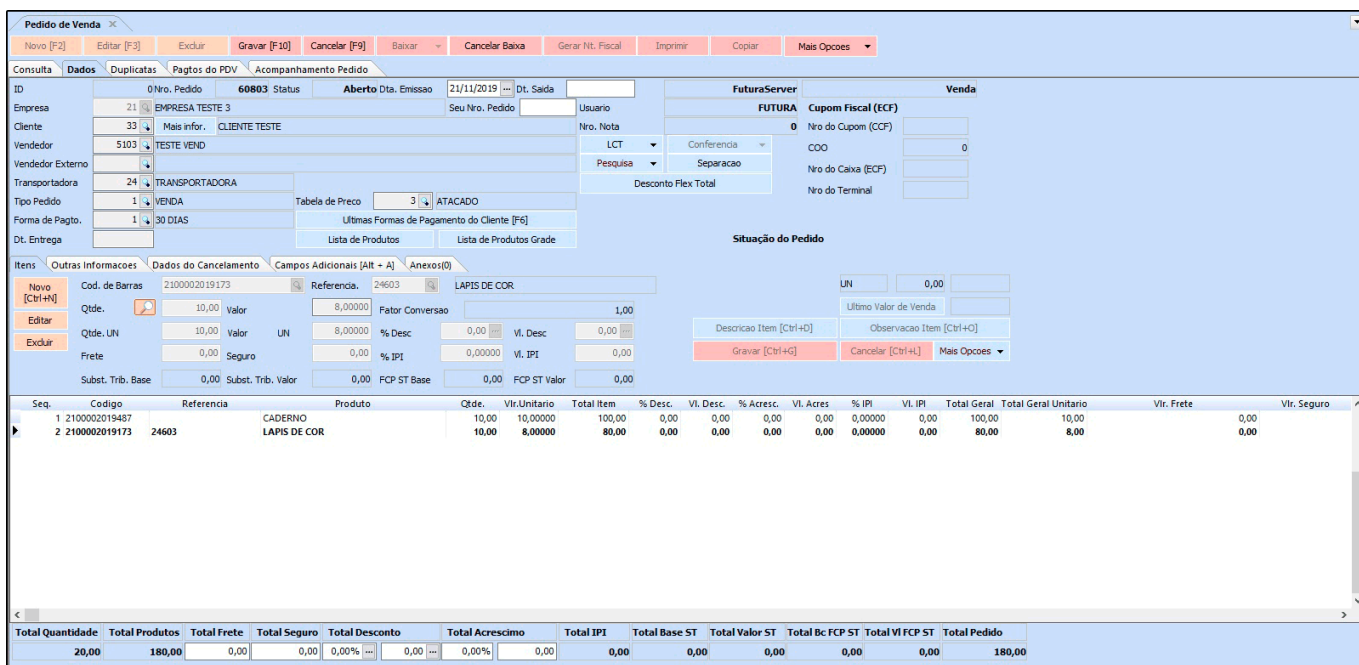 Pedido de Venda
Novo [F2] Editar [F3] Excluir Gravar [F10] Cancelar [F9] Baixar Cancelar Baixa Gerar Nt. Fiscal Imprimir Copiar Mais Opcoes
Consulta Dados Duplicatas Pagtos do PDV Acompanhamento Pedido
ID 0 Nro. Pedido 60803 Status Aberto Dta. Emissao 21/11/2019 ... Dt. Saida FuturaServer Venda
Empresa 21 EMPRESA TESTE 3 Seu Nro. Pedido Usuario FUTURA Cupom Fiscal (ECF)
Cliente 33 Mais infor. CLIENTE TESTE Nro. Nota 0 Nro do Cupom (CCF)
Vendedor 5103 TESTE VEND LCT Conferencia COO 0
Vendedor Externo Pesquisa Separacao Nro do Caixa (ECF)
Transportadora 24 TRANSPORTADORA Desconto Flex Total Nro do Terminal
Tipo Pedido 1 VENDA Tabela de Preco 3 ATACADO
Forma de Pagto. 1 30 DIAS Ultimas Formas de Pagamento do Cliente [F6]
Dt. Entrega Lista de Produtos Lista de Produtos Grade Situação do Pedido
Itens Outras Informacoes Dados do Cancelamento Campos Adicionais [Alt + A] Anexos(0)
Novo [Ctrl+N] Cod. de Barras 2100002019173 Referencia. 24603 LAPIS DE COR UN 0,00
Qtde. 10,00 Valor 8,00000 Fator Conversao 1,00 Ultimo Valor de Venda
Editar Qtde. UN 10,00 Valor UN 8,00000 % Desc 0,00 ... Vl. Desc 0,00 ... Descricao Item [Ctrl+D] Observacao Item [Ctrl+O]
Excluir Frete 0,00 Seguro 0,00 % IPI 0,00000 Vl. IPI 0,00 Gravar [Ctrl+G] Cancelar [Ctrl+L] Mais Opcoes
Subst. Trib. Base 0,00 Subst. Trib. Valor 0,00 FCP ST Base 0,00 FCP ST Valor 0,00
Seq. Codigo Referencia Produto Qtde. Vlr.Unitario Total Item % Desc. Vl. Desc. % Acresc. Vl. Acres % IPI Vl. IPI Total Geral Total Geral Unitario Vlr. Frete Vlr. Seguro
1 2100002019487 CADERNO 10,00 10,00000 100,00 0,00 0,00 0,00 0,00 0,00000 0,00 100,00 10,00 0,00
2 2100002019173 24603 LAPIS DE COR 10,00 8,00000 80,00 0,00 0,00 0,00 0,00 0,00000 0,00 80,00 8,00 0,00
Total Quantidade Total Produtos Total Frete Total Seguro Total Desconto Total Acrescimo Total IPI Total Base ST Total Valor ST Total Bc FCP ST Total Vl FCP ST Total Pedido
20,00 180,00 0,00 0,00 0,00% ... 0,00 ... 0,00% 0,00 0,00 0,00 0,00 0,00 0,00 180,00